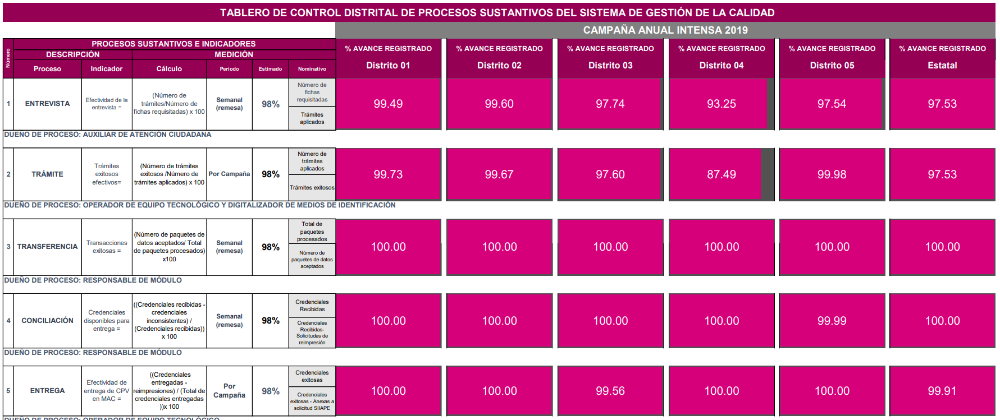 TABLERO DE CONTROL DISTRITAL DE PROCESOS SUSTANTIVOS DEL SISTEMA DE GESTIÓN DE LA CALIDAD
CAMPAÑA ANUAL INTENSA 2019
Número
PROCESOS SUSTANTIVOS E INDICADORES
DESCRIPCIÓN
MEDICIÓN
Proceso
Indicador
Cálculo
Periodo
Estimado
Nominativo
% AVANCE REGISTRADO
Distrito 01
% AVANCE REGISTRADO
Distrito 02
% AVANCE REGISTRADO
Distrito 03
% AVANCE REGISTRADO
Distrito 04
% AVANCE REGISTRADO
Distrito 05
% AVANCE REGISTRADO
Estatal
1
ENTREVISTA
Efectividad de la
entrevista =
(Número de
trámites/Número de
fichas requisitadas) x 100
Semanal
(remesa)
98%
Número de
fichas
requisitadas
Trámites
aplicados
99.49
99.60
97.74
93.25
97.54
97.53
DUEÑO DE PROCESO: AUXILIAR DE ATENCIÓN CIUDADANA
2
TRÁMITE
Trámites
exitosos
efectivos=
(Número de trámites
exitosos /Número de
trámites aplicados) x 100
Por Campaña
98%
Número de
trámites
aplicados
Trámites exitosos
99.73
99.67
97.60
87.49
99.98
97.53
DUEÑO DE PROCESO: OPERADOR DE EQUIPO TECNOLÓGICO Y DIGITALIZADOR DE MEDIOS DE IDENTIFICACIÓN
3
TRANSFERENCIA
Transacciones
exitosas =
(Número de paquetes de
datos aceptados/ Total
de paquetes procesados)
x100
Semanal
(remesa)
98%
Total de
paquetes
procesados
Número de
paquetes de datos
aceptados
100.00
100.00
100.00
100.00
100.00
100.00
DUEÑO DE PROCESO: RESPONSABLE DE MÓDULO
4
CONCILIACIÓN
Credenciales
disponibles para
entrega =
((Credenciales recibidas -
credenciales
inconsistentes) /
(Credenciales recibidas))
x 100
Semanal
(remesa)
98%
Credenciales
Recibidas
Credenciales
Recibidas-
Solicitudes de
reimpresión
100.00
100.00
100.00
100.00
99.99
100.00
DUEÑO DE PROCESO: RESPONSABLE DE MÓDULO
5
ENTREGA
Efectividad de
entrega de CPV
en MAC =
((Credenciales
entregadas -
reimpresiones) / (Total de
credenciales entregadas
))x 100
Por
Campaña
98%
Credenciales
exitosas
Credenciales
exitosas - Anexas a
solicitud SIIAPE
100.00
100.00
99.56
100.00
100.00
99.91
DUEÑO DE PROCESO: OPERADOR DE EQUIPO TECNOLÓGICO